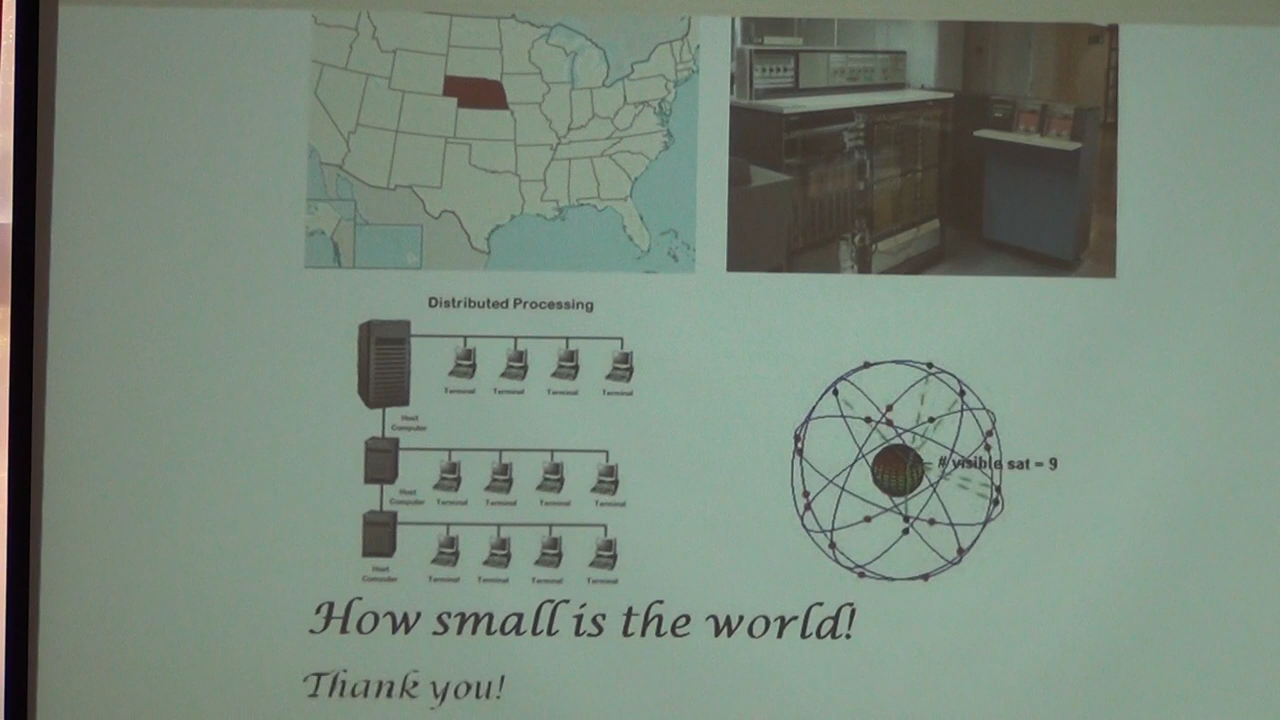 Distributed Processing
Terminal Terminal Terminal Terminal
Host
Computer
# visible sat = 9
Host
Computer Terminal Terminal Terminal Terminal
Host
Computer Terminal Terminal Terminal Terminal
How small is the world!
Thank you!